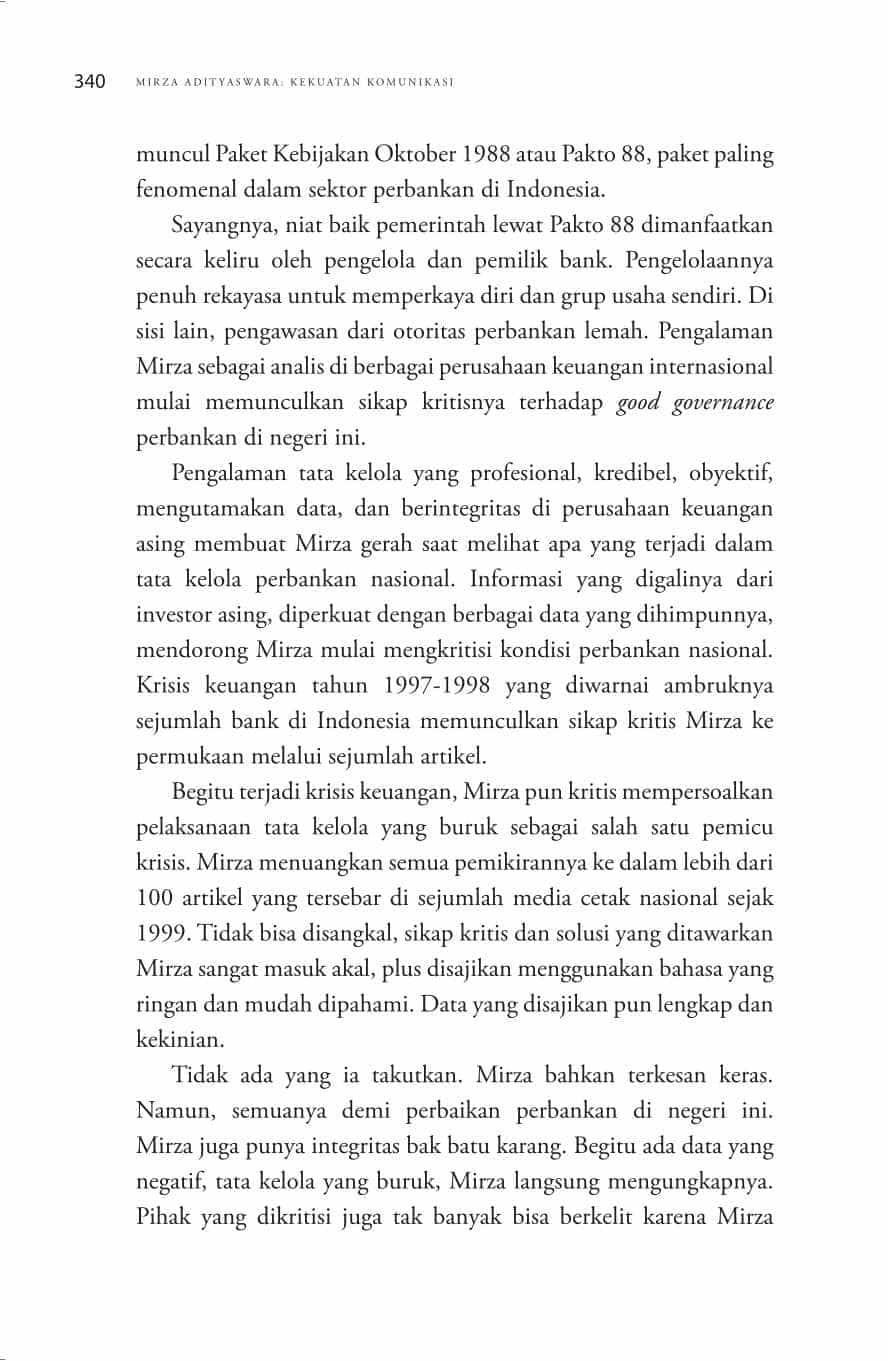 340 MIRZA ADITYASWARA: KEKUATAN KOMUNIKASI
muncul Paket Kebijakan Oktober 1988 atau Pakto 88, paket paling
fenomenal dalam sektor perbankan di Indonesia.
Sayangnya, niat baik pemerintah lewat Pakto 88 dimanfaatkan
secara keliru oleh pengelola dan pemilik bank. Pengelolaannya
penuh rekayasa untuk memperkaya diri dan grup usaha sendiri. Di
sisi lain, pengawasan dari otoritas perbankan lemah. Pengalaman
Mirza sebagai analis di berbagai perusahaan keuangan internasional
mulai memunculkan sikap kritisnya terhadap good governance
perbankan di negeri ini.
Pengalaman tata kelola yang profesional, kredibel, obyektif,
mengutamakan data, dan berintegritas di perusahaan keuangan
asing membuat Mirza gerah saat melihat apa yang terjadi dalam
tata kelola perbankan nasional. Informasi yang digalinya dari
investor asing, diperkuat dengan berbagai data yang dihimpunnya,
mendorong Mirza mulai mengkritisi kondisi perbankan nasional.
Krisis keuangan tahun 1997-1998 yang diwarnai ambruknya
sejumlah bank di Indonesia memunculkan sikap kritis Mirza ke
permukaan melalui sejumlah artikel.
Begitu terjadi krisis keuangan, Mirza pun kritis mempersoalkan
pelaksanaan tata kelola yang buruk sebagai salah satu pemicu
krisis. Mirza menuangkan semua pemikirannya ke dalam lebih dari
100 artikel yang tersebar di sejumlah media cetak nasional sejak
1999. Tidak bisa disangkal, sikap kritis dan solusi yang ditawarkan
Mirza sangat masuk akal, plus disajikan menggunakan bahasa yang
ringan dan mudah dipahami. Data yang disajikan pun lengkap dan
kekinian.
Tidak ada yang ia takutkan. Mirza bahkan terkesan keras.
Namun, semuanya demi perbaikan perbankan di negeri ini.
Mirza juga punya integritas bak batu karang. Begitu ada data yang
negatif, tata kelola yang buruk, Mirza langsung mengungkapnya.
Pihak yang dikritisi juga tak banyak bisa berkelit karena Mirza